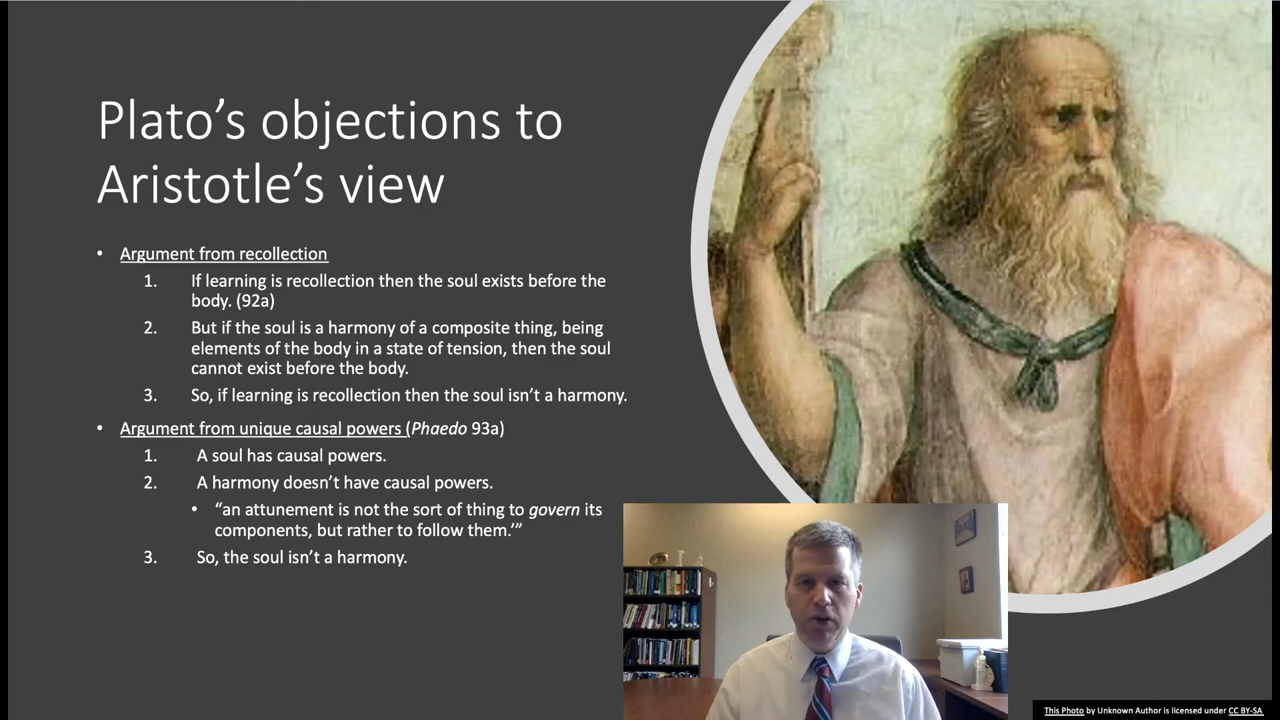 Plato’s objections to
Aristotle’s view
• Argument from recollection
1. If learning is recollection then the soul exists before the
body. (92a)
2. But if the soul is a harmony of a composite thing, being
elements of the body in a state of tension, then the soul
cannot exist before the body.
3. So, if learning is recollection then the soul isn’t a harmony.
• Argument from unique causal powers (Phaedo 93a)
1. A soul has causal powers.
2. A harmony doesn’t have causal powers.
• “an attunement is not the sort of thing to govern its
components, but rather to follow them.’”
3. So, the soul isn’t a harmony.
This Photo by Unknown Author is licensed under CC BY-SA